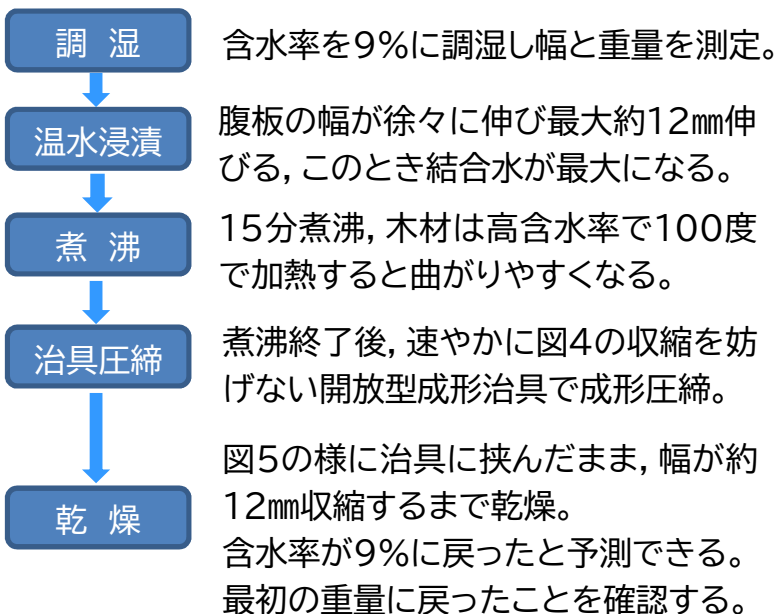 調 湿
含水率を9%に調湿し幅と重量を測定。
温水浸漬
腹板の幅が徐々に伸び最大約12㎜伸
びる,このとき結合水が最大になる。
煮 沸
15分煮沸,木材は高含水率で100度
で加熱すると曲がりやすくなる。
治具圧締
煮沸終了後,速やかに図4の収縮を妨
げない開放型成形治具で成形圧締。
乾 燥
図5の様に治具に挟んだまま,幅が約
12㎜収縮するまで乾燥。
含水率が9%に戻ったと予測できる。
最初の重量に戻ったことを確認する。